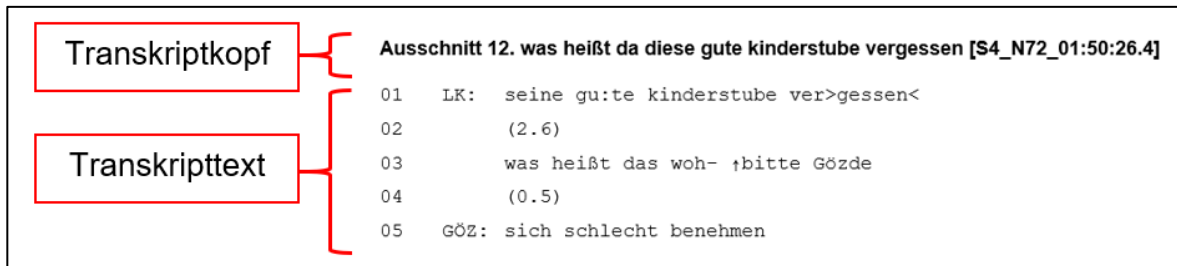 Transkriptkopf
Ausschnitt 12. was heißt da diese gute kinderstube vergessen [S4_N72_01:50:26.4]
Transkripttext
01 LK: seine gu:te kinderstube ver>gessen<
02 (2.6)
03 was heißt das woh- ↑bitte Gözde
04 (0.5)
05 GÖZ: sich schlecht benehmen